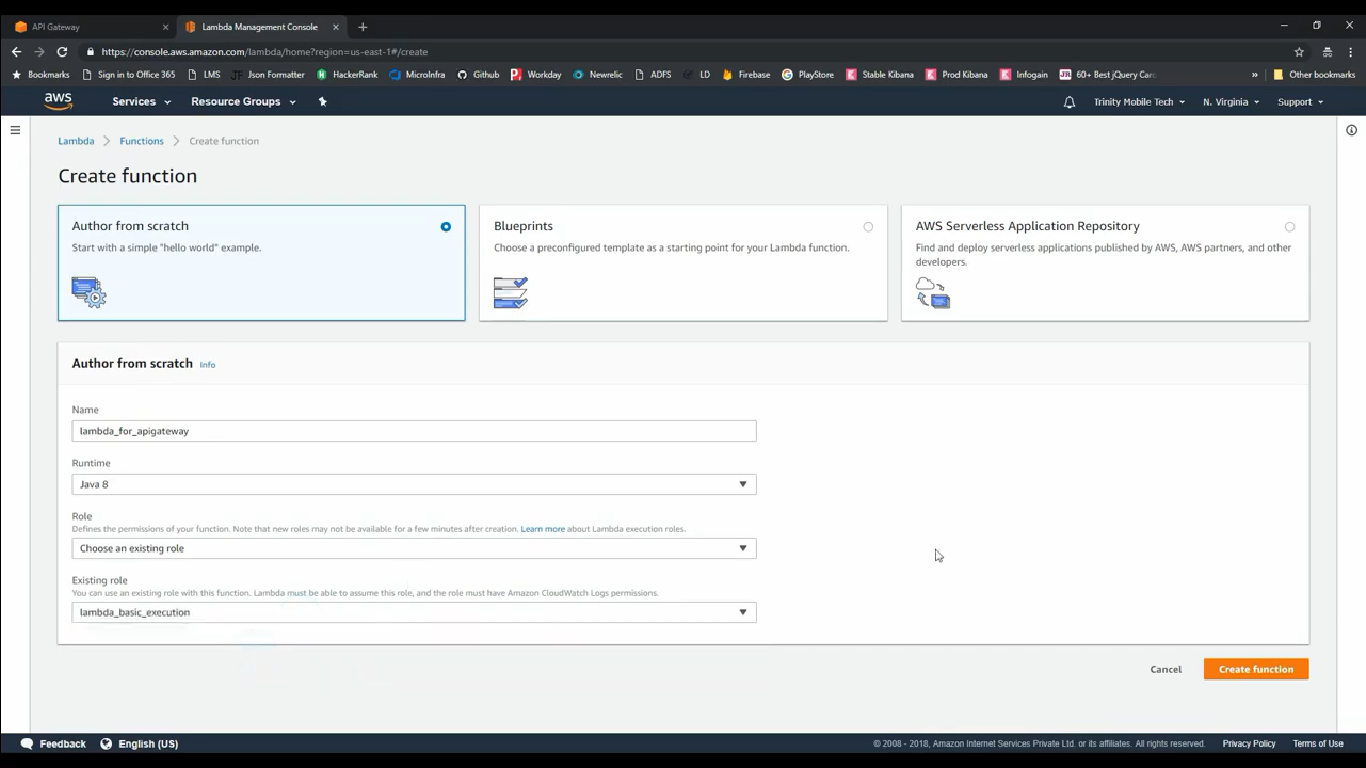 API Gateway
Lambda Management Console
https://console.aws.amazon.com/lambda/home?region=us-east-1#/create
Bookmarks Sign in to Office 365 LMS Json Formatter HackerRank MicroInfra Github Workday Newrelic .ADFS LD Firebase PlayStore Stable Kibana Prod Kibana Infogain 60+ Best jQuery Caro » Other bookmarks
aws Services Resource Groups Trinity Mobile Tech N. Virginia Support
Lambda Functions Create function
Create function
Author from scratch
Start with a simple "hello world" example.
Blueprints
Choose a preconfigured template as a starting point for your Lambda function.
AWS Serverless Application Repository
Find and deploy serverless applications published by AWS, AWS partners, and other
developers.
Author from scratch Info
Name
lambda_for_apigateway
Runtime
Java 8
Role
Defines the permissions of your function. Note that new roles may not be available for a few minutes after creation. Learn more about Lambda execution roles.
Choose an existing role
Existing role
You can use an existing role with this function. Lambda must be able to assume this role, and the role must have Amazon CloudWatch Logs permissions.
lambda_basic_execution
Cancel Create function
Feedback English (US) © 2008 - 2018, Amazon Internet Services Private Ltd. or its affiliates. All rights reserved. Privacy Policy Terms of Use